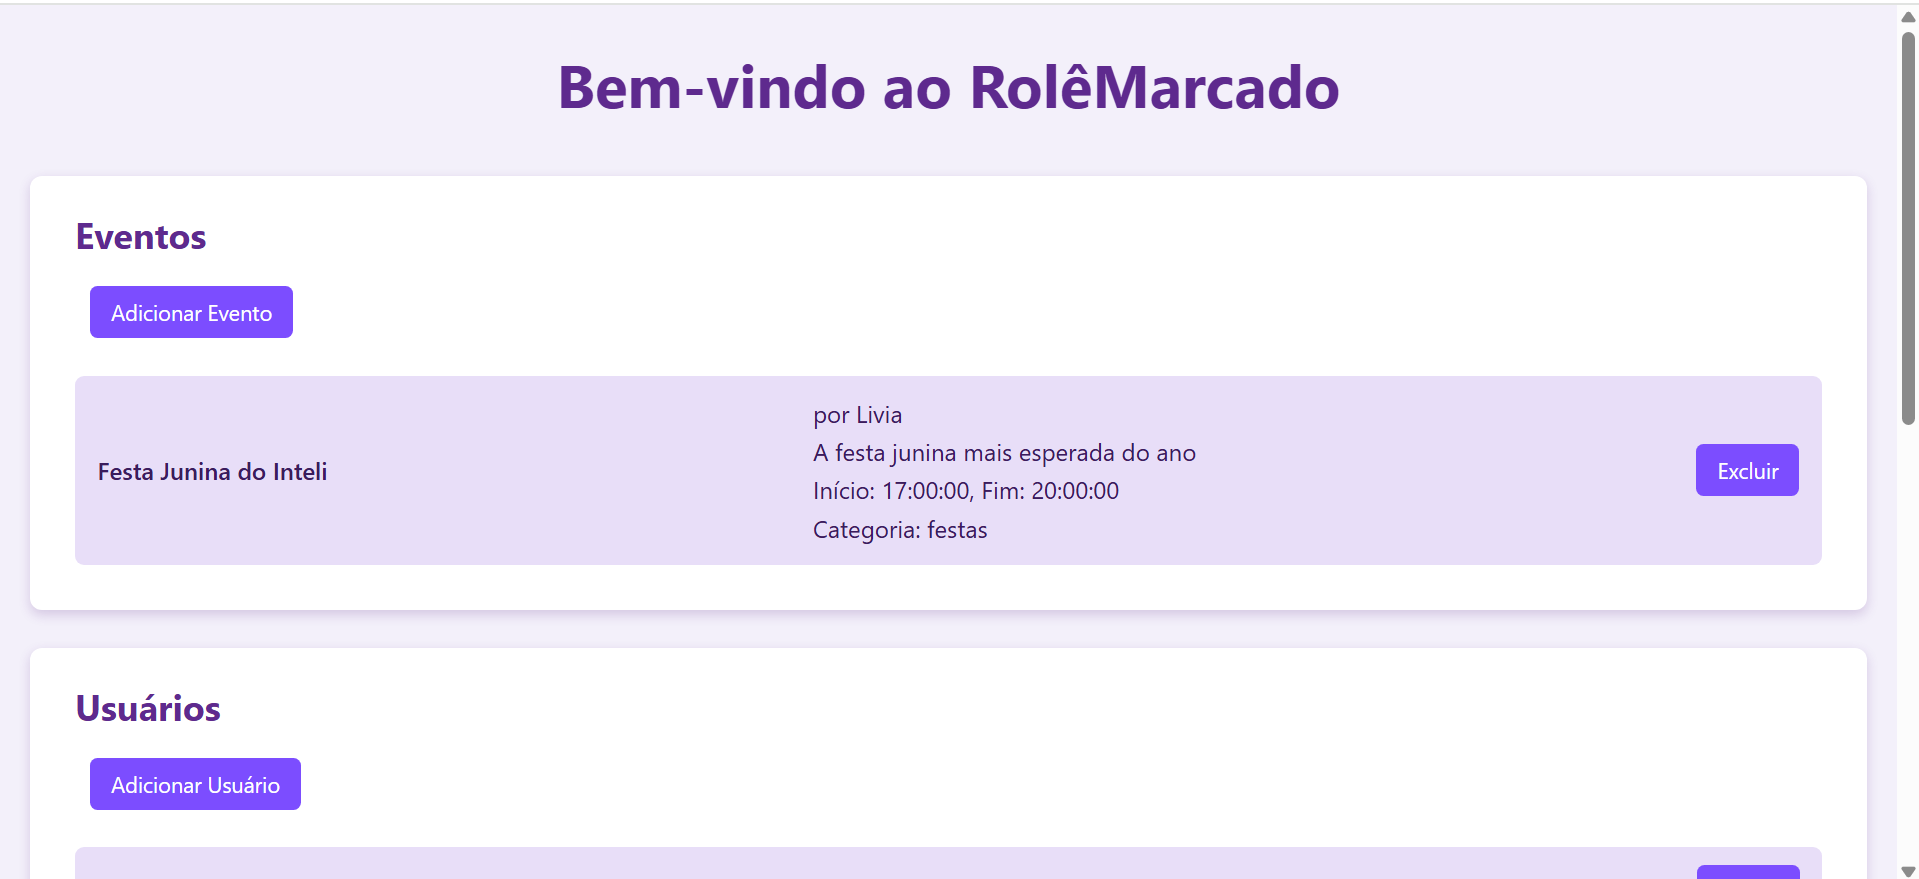 Bem-vindo ao RolêMarcado
Eventos
Adicionar Evento
Festa Junina do Inteli
por Livia
A festa junina mais esperada do ano
Início: 17:00:00, Fim: 20:00:00
Categoria: festas
Excluir
Usuários
Adicionar Usuário